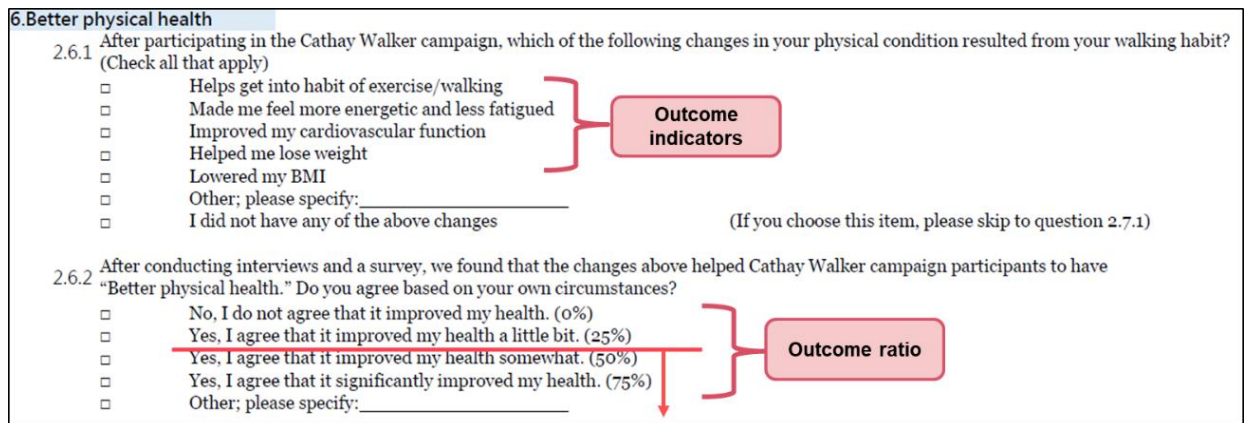 6.Better physical health
2.6.1 After participating in the Cathay Walker campaign, which of the following changes in your physical condition resulted from your walking habit?
(Check all that apply)
□ Helps get into habit of exercise/walking
□ Made me feel more energetic and less fatigued
□ Improved my cardiovascular function
□ Helped me lose weight
□ Lowered my BMI
□ Other; please specify:____________________
□ I did not have any of the above changes (If you choose this item, please skip to question 2.7.1)
Outcome
indicators
2.6.2 After conducting interviews and a survey, we found that the changes above helped Cathay Walker campaign participants to have
“Better physical health.” Do you agree based on your own circumstances?
□ No, I do not agree that it improved my health. (0%)
□ Yes, I agree that it improved my health a little bit. (25%)
□ Yes, I agree that it improved my health somewhat. (50%)
□ Yes, I agree that it significantly improved my health. (75%)
□ Other; please specify:____________________
Outcome ratio